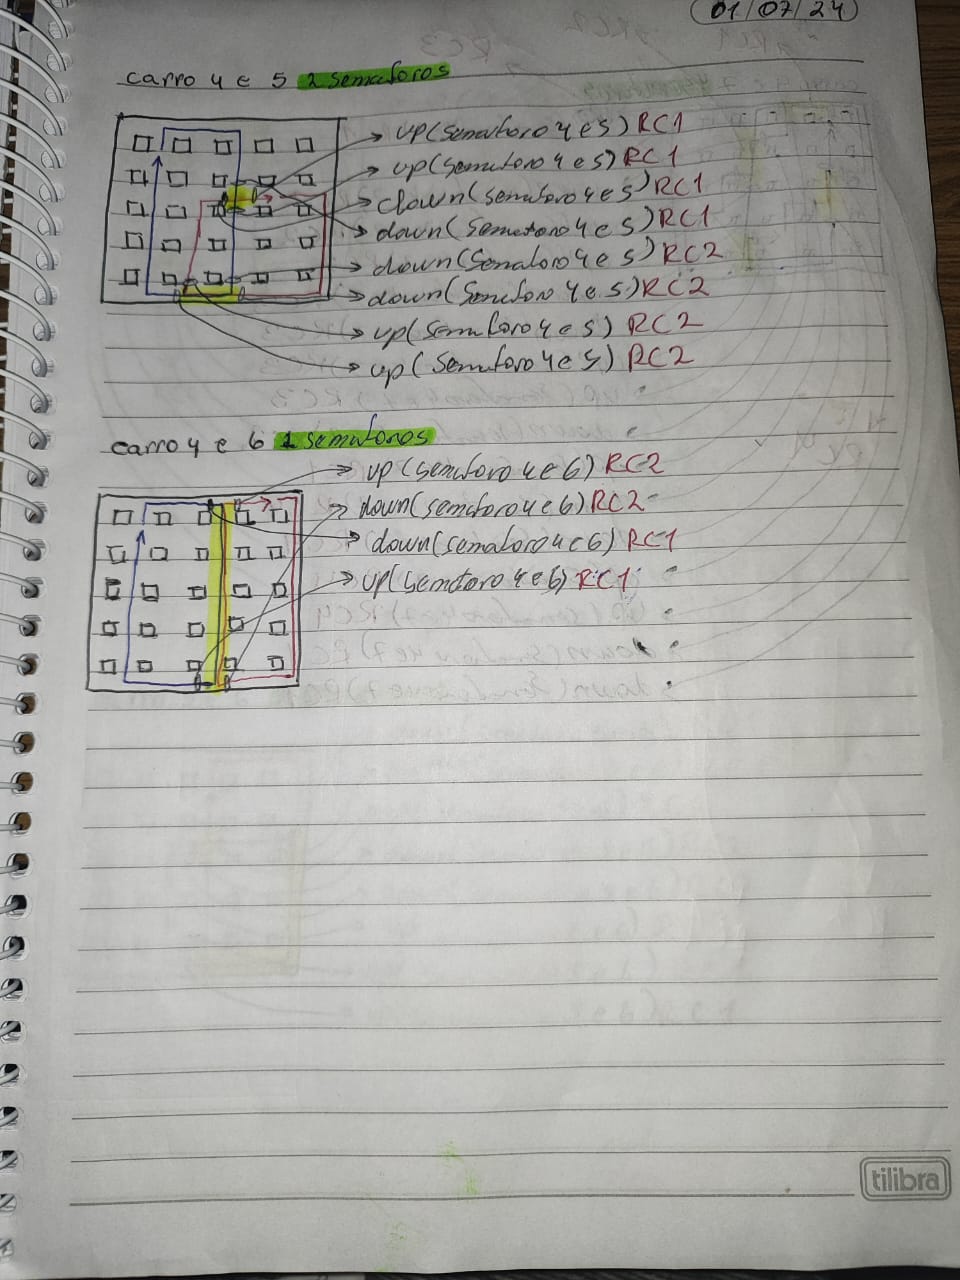 01/07/24
carro 4 e 5 2 semaforos
up(semaforo 4 e 5) RC1
up(semaforo 4 e 5) RC1
down(semaforo 4 e 5) RC1
down(semaforo 4 e 5) RC1
down(semaforo 4 e 5) RC2
down(semaforo 4 e 5) RC2
up(semaforo 4 e 5) RC2
up(semaforo 4 e 5) RC2
carro 4 e 6 1 semaforos
up(semaforo 4 e 6) RC2
down(semaforo 4 e 6) RC2
down(semaforo 4 e 6) RC1
up(semaforo 4 e 6) RC1
tilibra